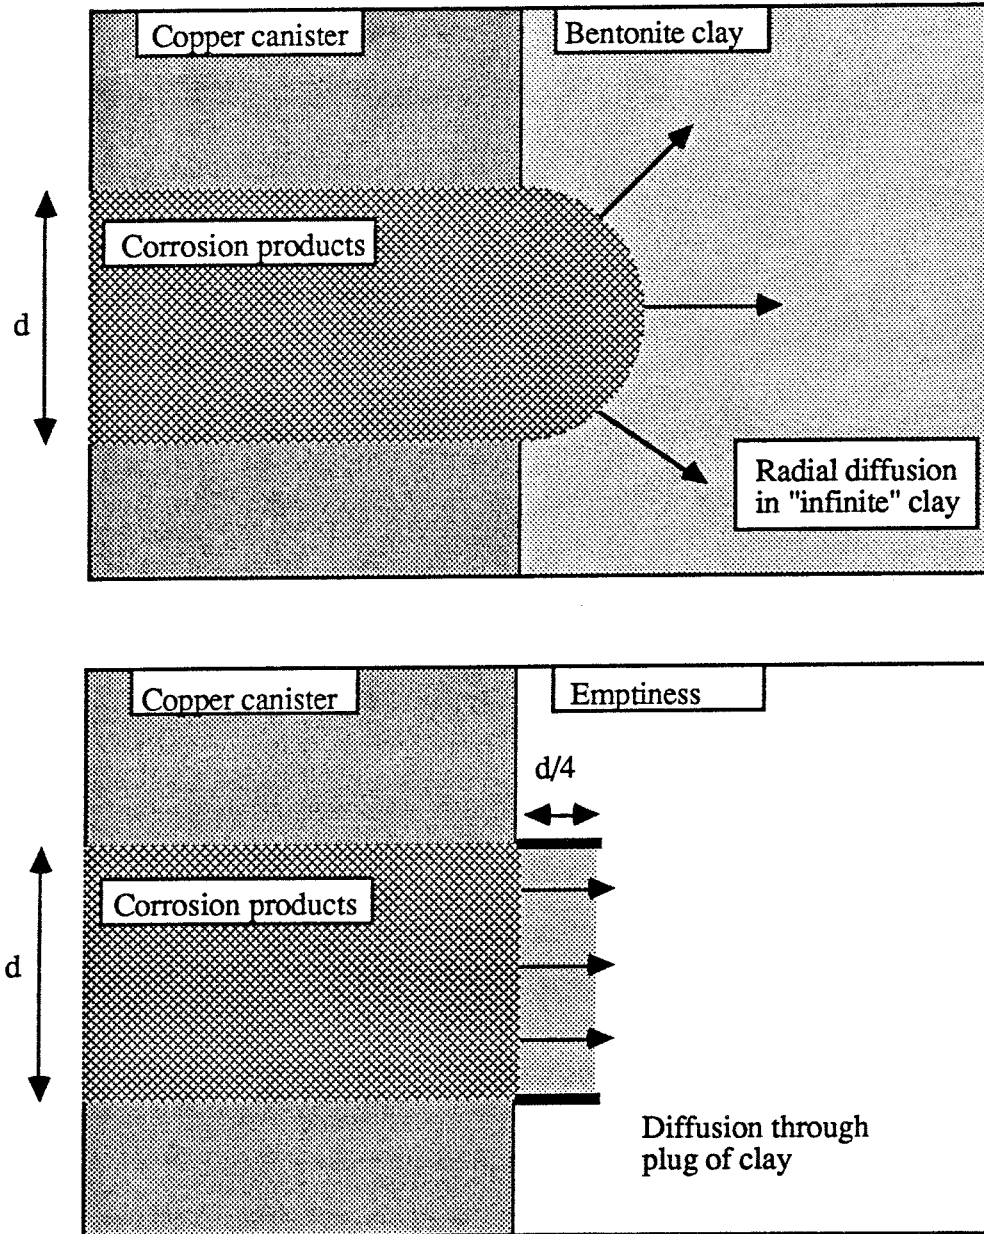 Copper canister
Bentonite clay
Corrosion products
d
Radial diffusion
in "infinite" clay
Copper canister
Emptiness
d/4
Corrosion products
d
Diffusion through
plug of clay